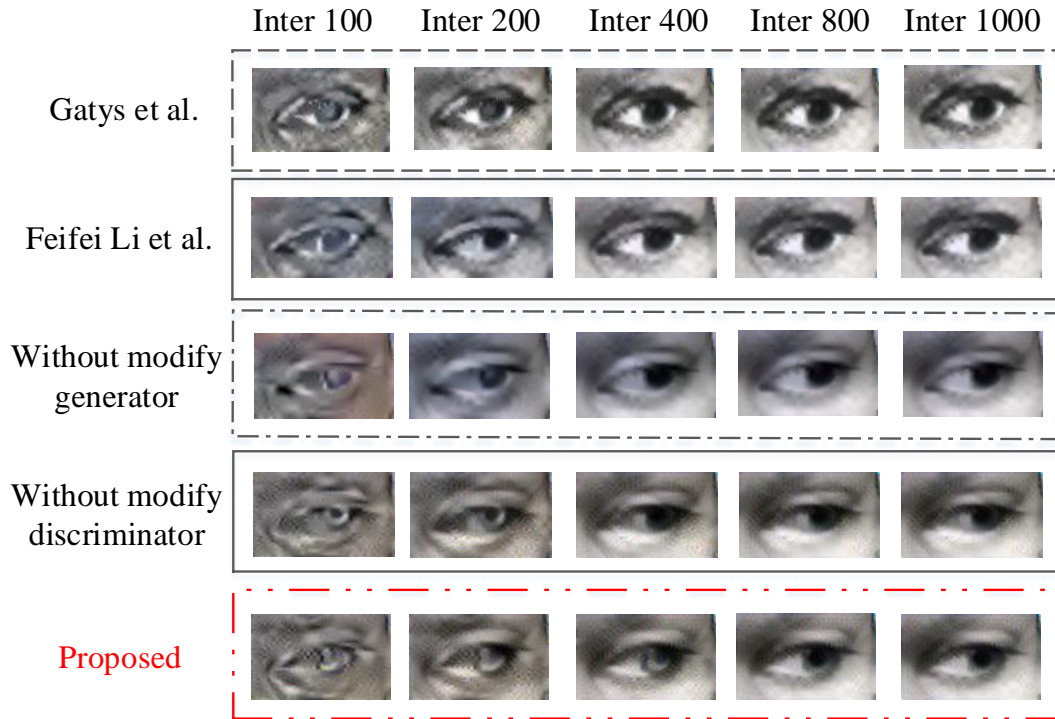 Inter 100 Inter 200 Inter 400 Inter 800 Inter 1000
Gatys et al.
Feifei Li et al.
Without modify
generator
Without modify
discriminator
Proposed